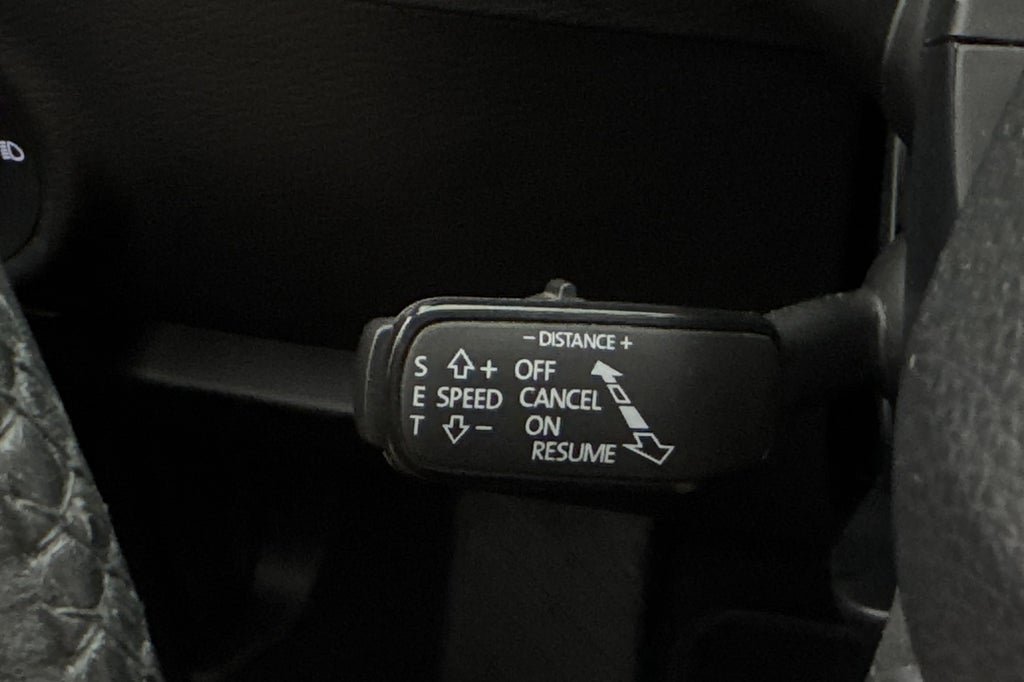 − DISTANCE +
S + OFF
E SPEED CANCEL
T − ON
RESUME